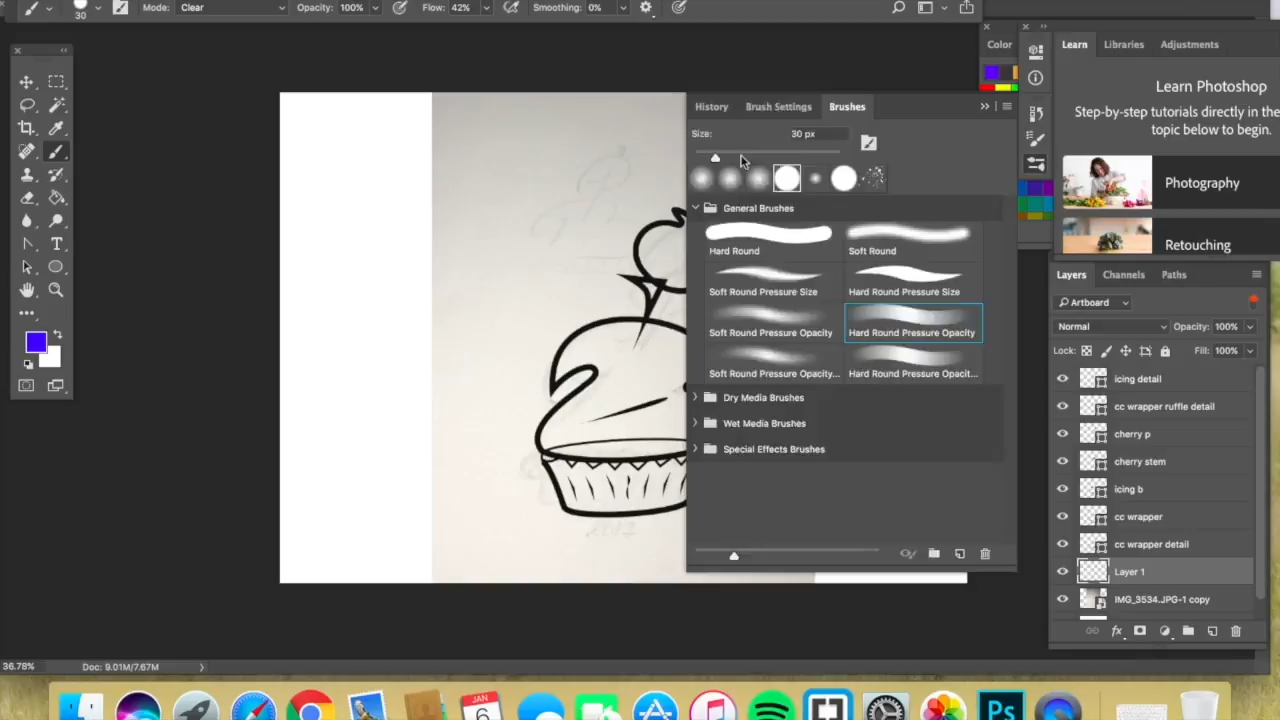 30 Mode: Clear Opacity: 100% Flow: 42% Smoothing: 0%
Color Learn Libraries Adjustments
Learn Photoshop
Step-by-step tutorials directly in the
topic below to begin.
Photography
Retouching
History Brush Settings Brushes
Size: 30 px
General Brushes
Hard Round Soft Round
Soft Round Pressure Size Hard Round Pressure Size
Soft Round Pressure Opacity Hard Round Pressure Opacity
Soft Round Pressure Opacity... Hard Round Pressure Opacit...
Dry Media Brushes
Wet Media Brushes
Special Effects Brushes
Layers Channels Paths
Artboard
Normal Opacity: 100%
Lock: Fill: 100%
icing detail
cc wrapper ruffle detail
cherry p
cherry stem
icing b
cc wrapper
cc wrapper detail
Layer 1
IMG_3534.JPG-1 copy
fx
36.78% Doc: 9.01M/7.67M
JAN
6
Ps